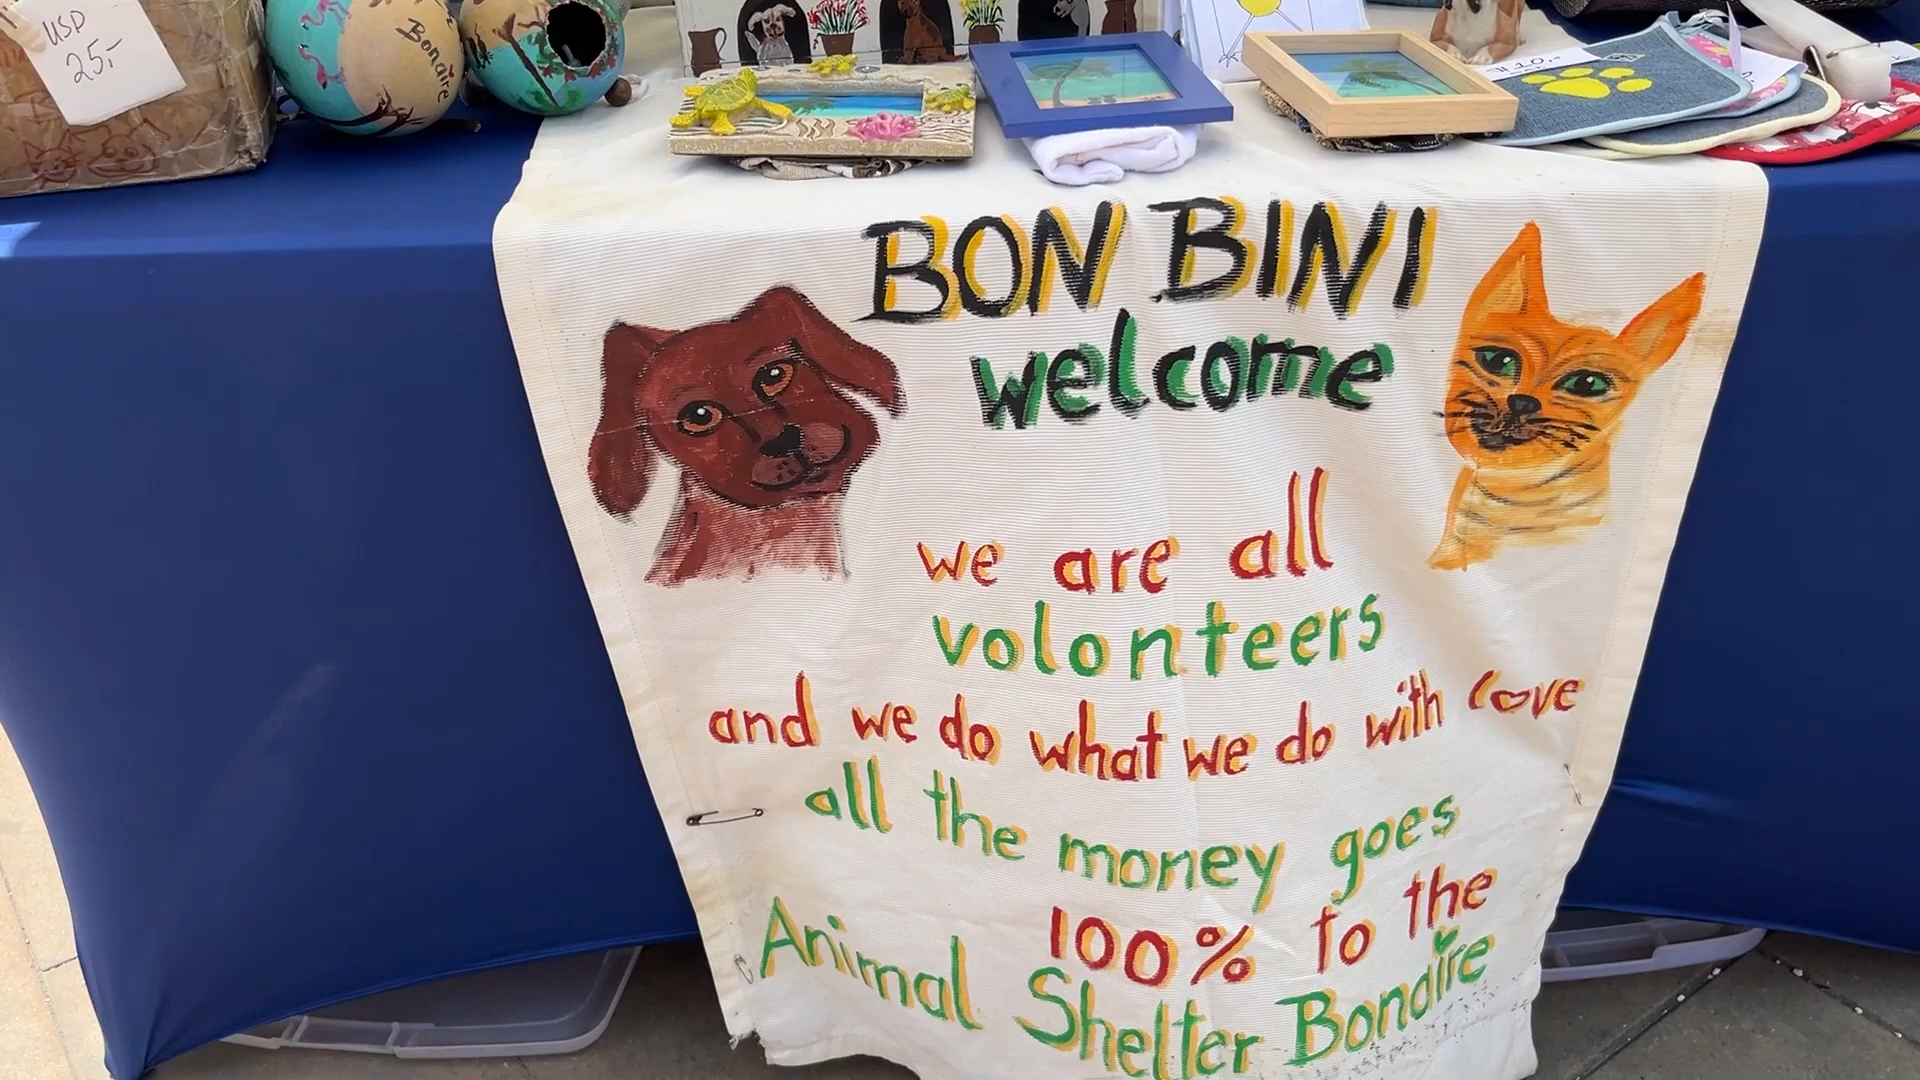 USD
25,-
Bonaire
BON BINI
welcome
we are all
volonteers
and we do what we do with love
all the money goes
100% to the
Animal Shelter Bonaire